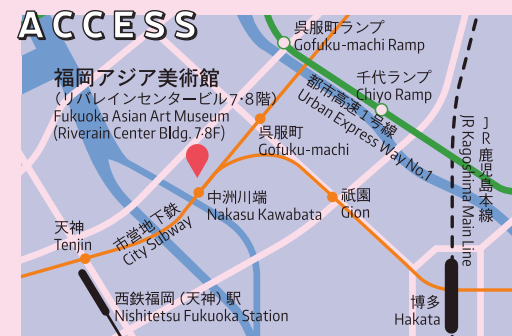 ACCESS
呉服町ランプ
Gofuku-machi Ramp
福岡アジア美術館
（リバレインセンタービル7・8階）
Fukuoka Asian Art Museum
(Riverain Center Bldg. 7・8F)
千代ランプ
Chiyo Ramp
都市高速1号線
Urban Express Way No.1
呉服町
Gofuku-machi
JR鹿児島本線
JR Kagoshima Main Line
中洲川端
Nakasu Kawabata
祇園
Gion
市営地下鉄
City Subway
天神
Tenjin
西鉄福岡（天神）駅
Nishitetsu Fukuoka Station
博多
Hakata